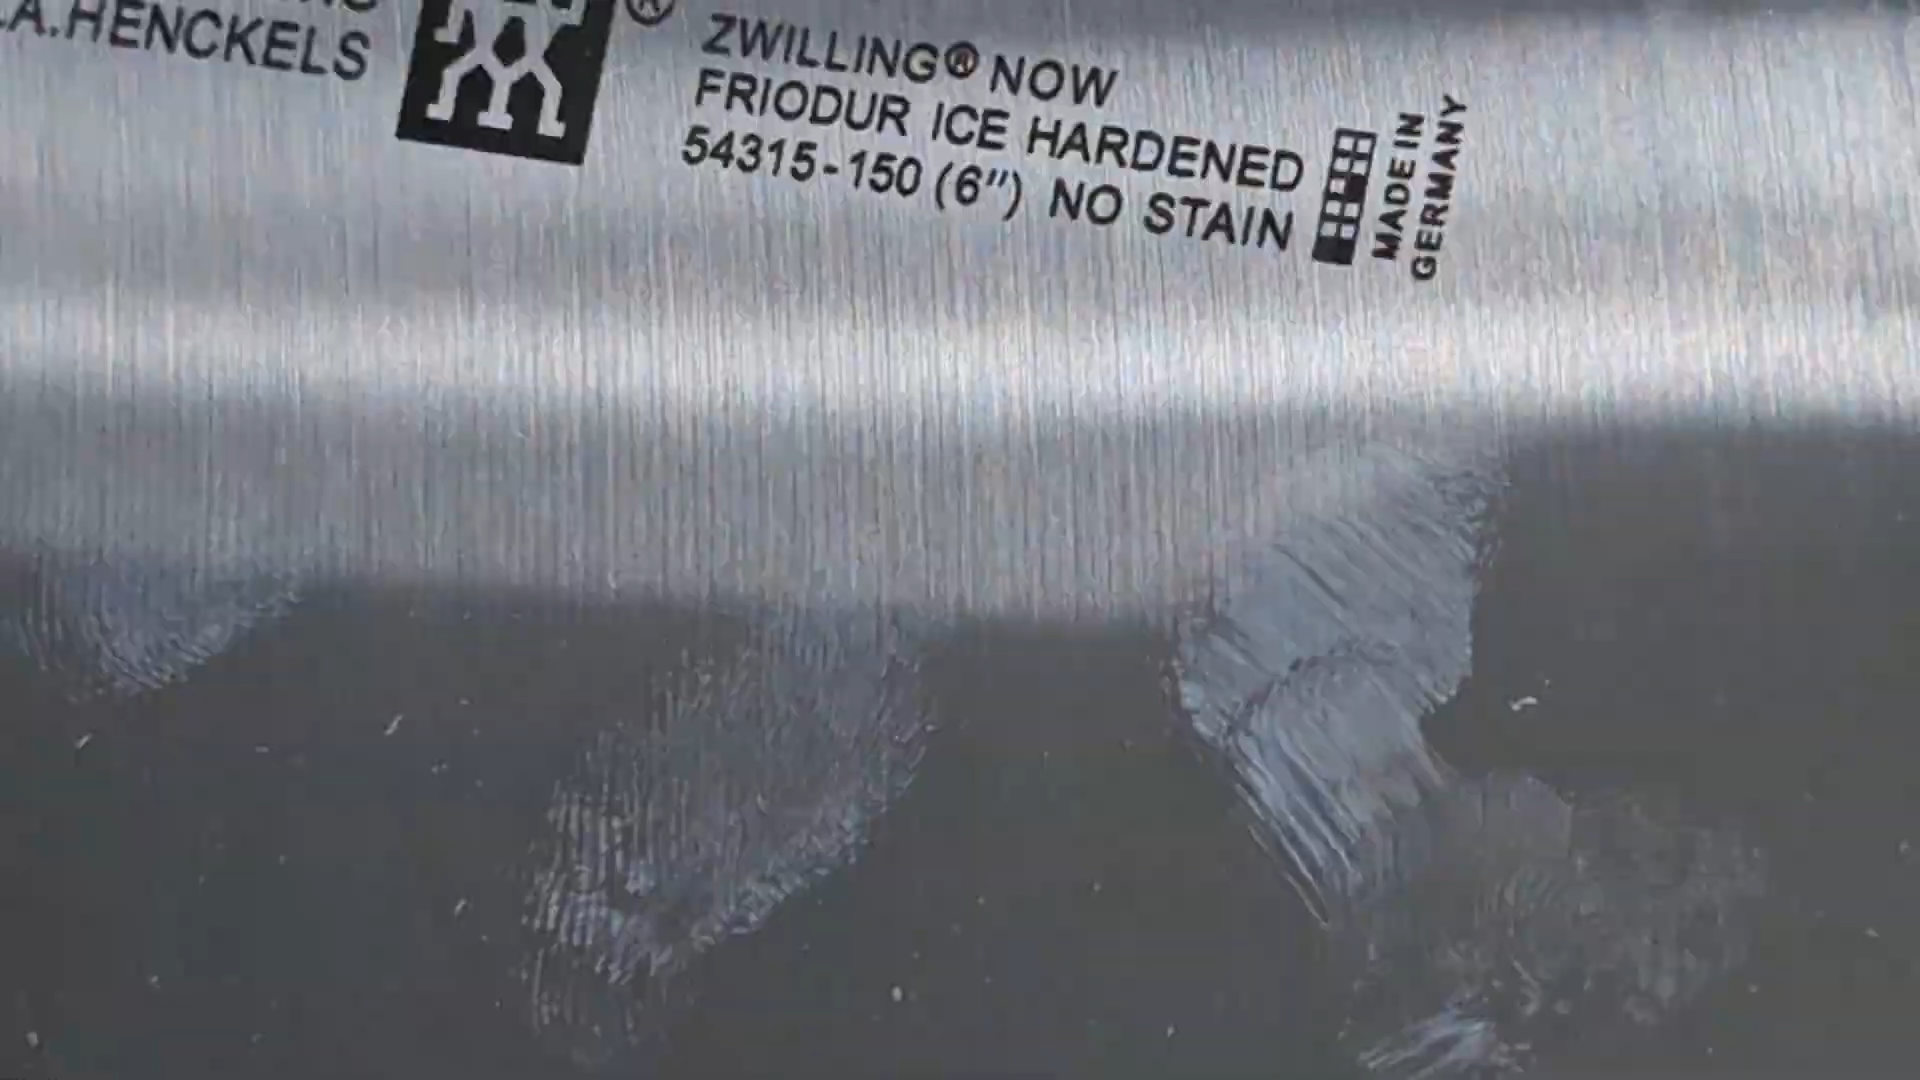 J.A.HENCKELS
ZWILLING® NOW
FRIODUR ICE HARDENED
54315-150 (6") NO STAIN
MADE IN
GERMANY